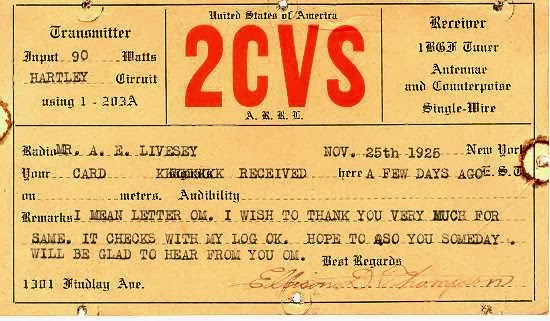 United States of America
Transmitter
Input 90 Watts
HARTLEY Circuit
using 1 - 203A
2CVS
A. R. R. L.
Receiver
1BGF Tuner
Antennae
and Counterpoise
Single-Wire
Radio MR. A. E. LIVESEY NOV. 25th 1925 New York
Your CARD RECEIVED here A FEW DAYS AGO E. S. T.
on meters. Audibility
Remarks I MEAN LETTER OM. I WISH TO THANK YOU VERY MUCH FOR
SAME. IT CHECKS WITH MY LOG OK. HOPE TO QSO YOU SOMEDAY .
WILL BE GLAD TO HEAR FROM YOU OM. Best Regards
1301 Findlay Ave. Ellison Thompson